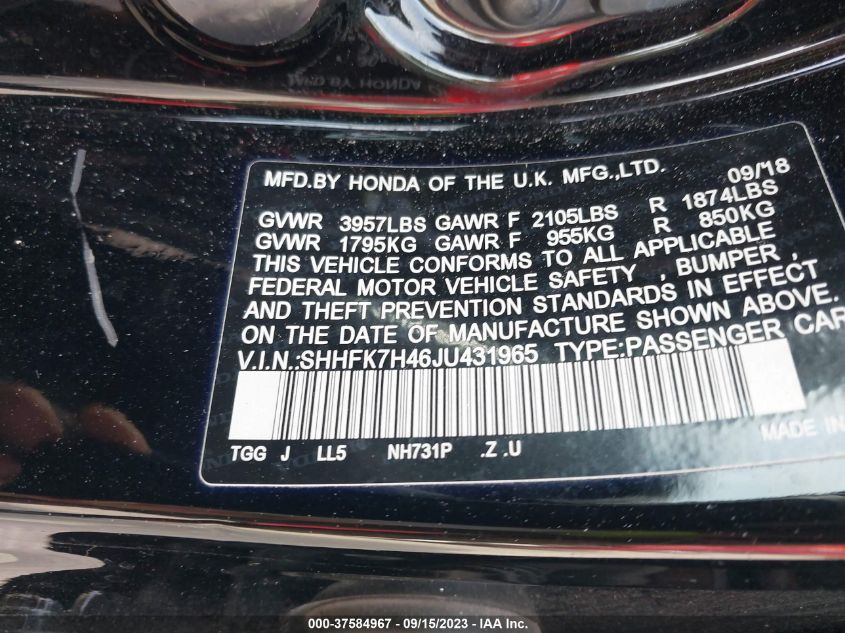 MFD.BY HONDA OF THE U.K. MFG.,LTD. 09/18
GVWR 3957LBS GAWR F 2105LBS R 1874LBS
GVWR 1795KG GAWR F 955KG R 850KG
THIS VEHICLE CONFORMS TO ALL APPLICABLE
FEDERAL MOTOR VEHICLE SAFETY , BUMPER ,
AND THEFT PREVENTION STANDARDS IN EFFECT
ON THE DATE OF MANUFACTURE SHOWN ABOVE.
V.I.N.:SHHFK7H46JU431965 TYPE:PASSENGER CAR
MADE IN
TGG J LL5 NH731P .Z .U
000-37584967 - 09/15/2023 - © IAA Holdings, LLC.